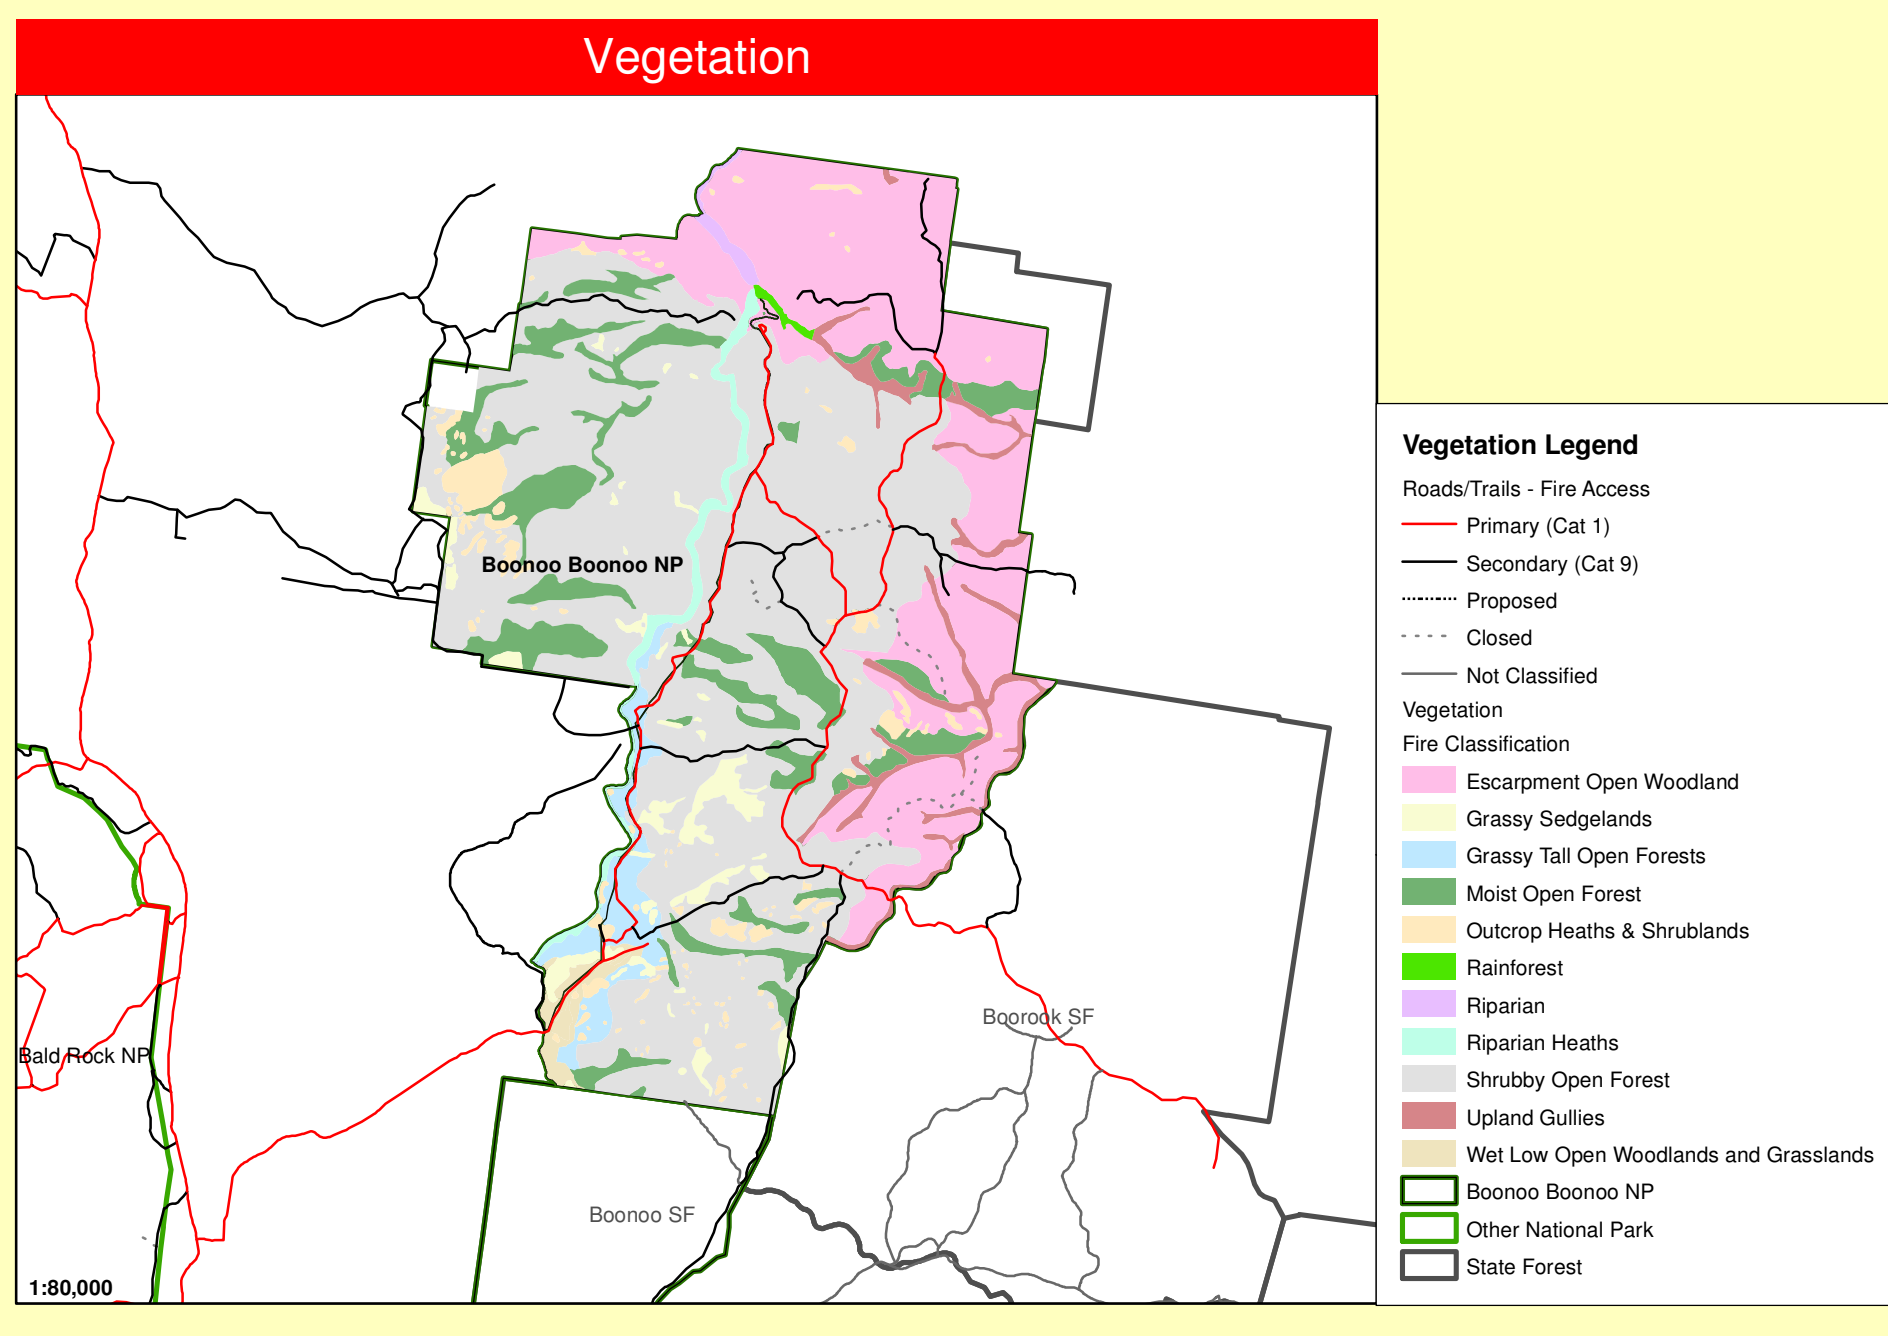 Vegetation
Boonoo Boonoo NP
Boorook SF
Bald Rock NP
Boonoo SF
1:80,000
Vegetation Legend
Roads/Trails - Fire Access
Primary (Cat 1)
Secondary (Cat 9)
Proposed
Closed
Not Classified
Vegetation
Fire Classification
Escarpment Open Woodland
Grassy Sedgelands
Grassy Tall Open Forests
Moist Open Forest
Outcrop Heaths & Shrublands
Rainforest
Riparian
Riparian Heaths
Shrubby Open Forest
Upland Gullies
Wet Low Open Woodlands and Grasslands
Boonoo Boonoo NP
Other National Park
State Forest